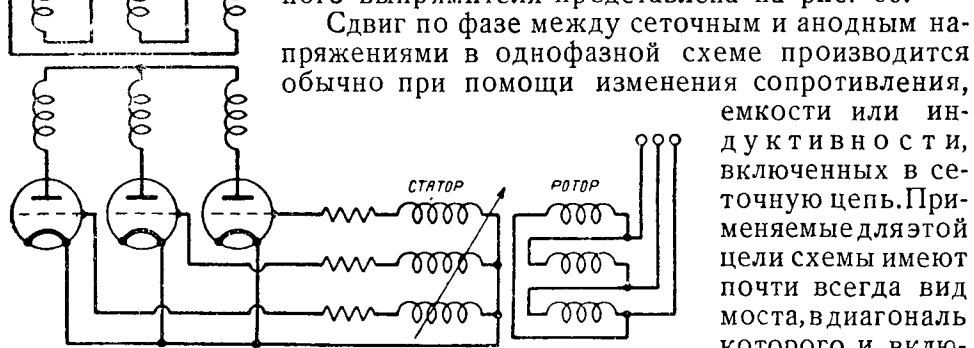 ного выпрямителя представлена на рис.
Сдвиг по фазе между сеточным и анодным на-
пряжениями в однофазной схеме производится
обычно при помощи изменения сопротивления,
емкости или ин-
дуктивности,
включенных в се-
точную цепь.При-
меняемые для этой
цели схемы имеют
почти всегда вид
моста, в диагональ
которого и вклю-
СТАТОР
РОТОР